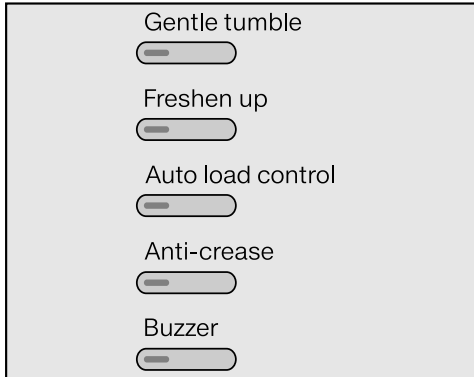 Gentle tumble
Freshen up
Auto load control
Anti-crease
Buzzer